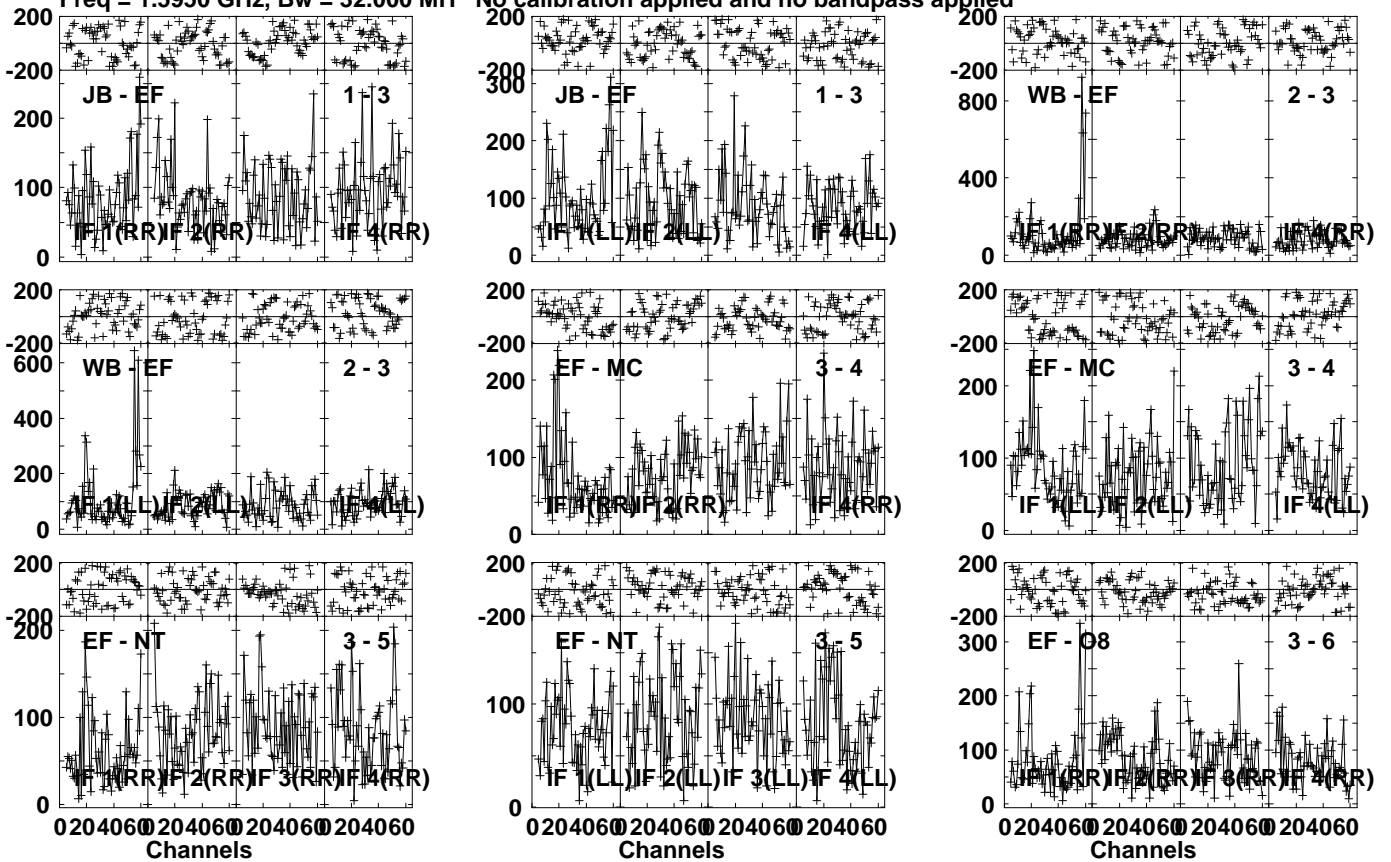 Freq = 1.5950 GHz, Bw = 32.000 MH No calibration applied and no bandpass applied
200
-200
JB - EF
1 - 3
200
100
0
IF 1(RR)
IF 2(RR)
IF 4(RR)
200
-200
300
JB - EF
1 - 3
200
100
0
IF 1(LL)
IF 2(LL)
IF 4(LL)
200
-200
WB - EF
2 - 3
800
400
0
IF 1(RR)
IF 2(RR)
IF 4(RR)
200
-200
600
WB - EF
2 - 3
400
200
0
IF 1(LL)
IF 2(LL)
IF 4(LL)
200
-200
200
EF - MC
3 - 4
100
0
IF 1(RR)
IF 2(RR)
IF 4(RR)
200
-200
200
EF - MC
3 - 4
100
0
IF 1(LL)
IF 2(LL)
IF 4(LL)
200
-200
200
EF - NT
3 - 5
100
0
IF 1(RR)
IF 2(RR)
IF 3(RR)
IF 4(RR)
0 20 40 60 0 20 40 60 0 20 40 60 0 20 40 60
Channels
200
-200
EF - NT
3 - 5
100
0
IF 1(LL)
IF 2(LL)
IF 3(LL)
IF 4(LL)
0 20 40 60 0 20 40 60 0 20 40 60 0 20 40 60
Channels
200
-200
300
EF - O8
3 - 6
200
100
0
IF 1(RR)
IF 2(RR)
IF 3(RR)
IF 4(RR)
0 20 40 60 0 20 40 60 0 20 40 60 0 20 40 60
Channels